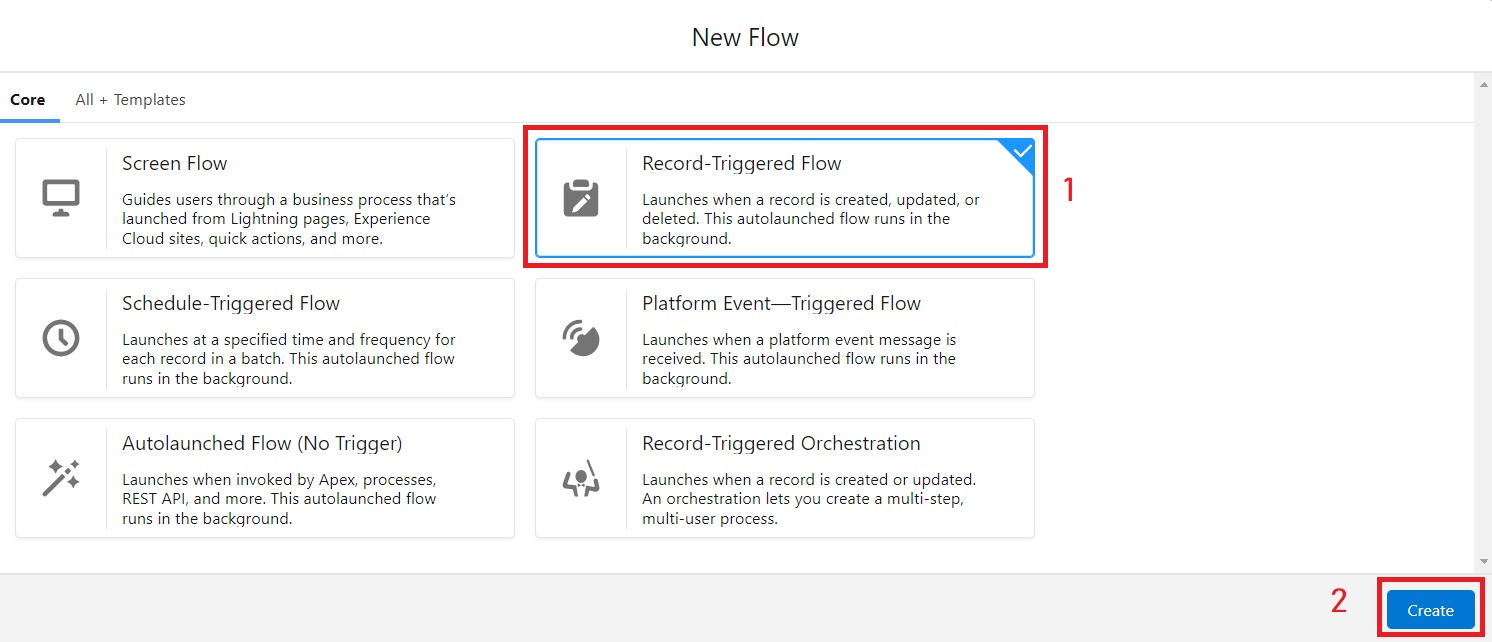 New Flow
Core
All + Templates
Screen Flow
Guides users through a business process that's
launched from Lightning pages, Experience
Cloud sites, quick actions, and more.
Record-Triggered Flow
Launches when a record is created, updated, or
deleted. This autolaunched flow runs in the
background.
1
Schedule-Triggered Flow
Launches at a specified time and frequency for
each record in a batch. This autolaunched flow
runs in the background.
Platform Event—Triggered Flow
Launches when a platform event message is
received. This autolaunched flow runs in the
background.
Autolaunched Flow (No Trigger)
Launches when invoked by Apex, processes,
REST API, and more. This autolaunched flow
runs in the background.
Record-Triggered Orchestration
Launches when a record is created or updated.
An orchestration lets you create a multi-step,
multi-user process.
2
Create